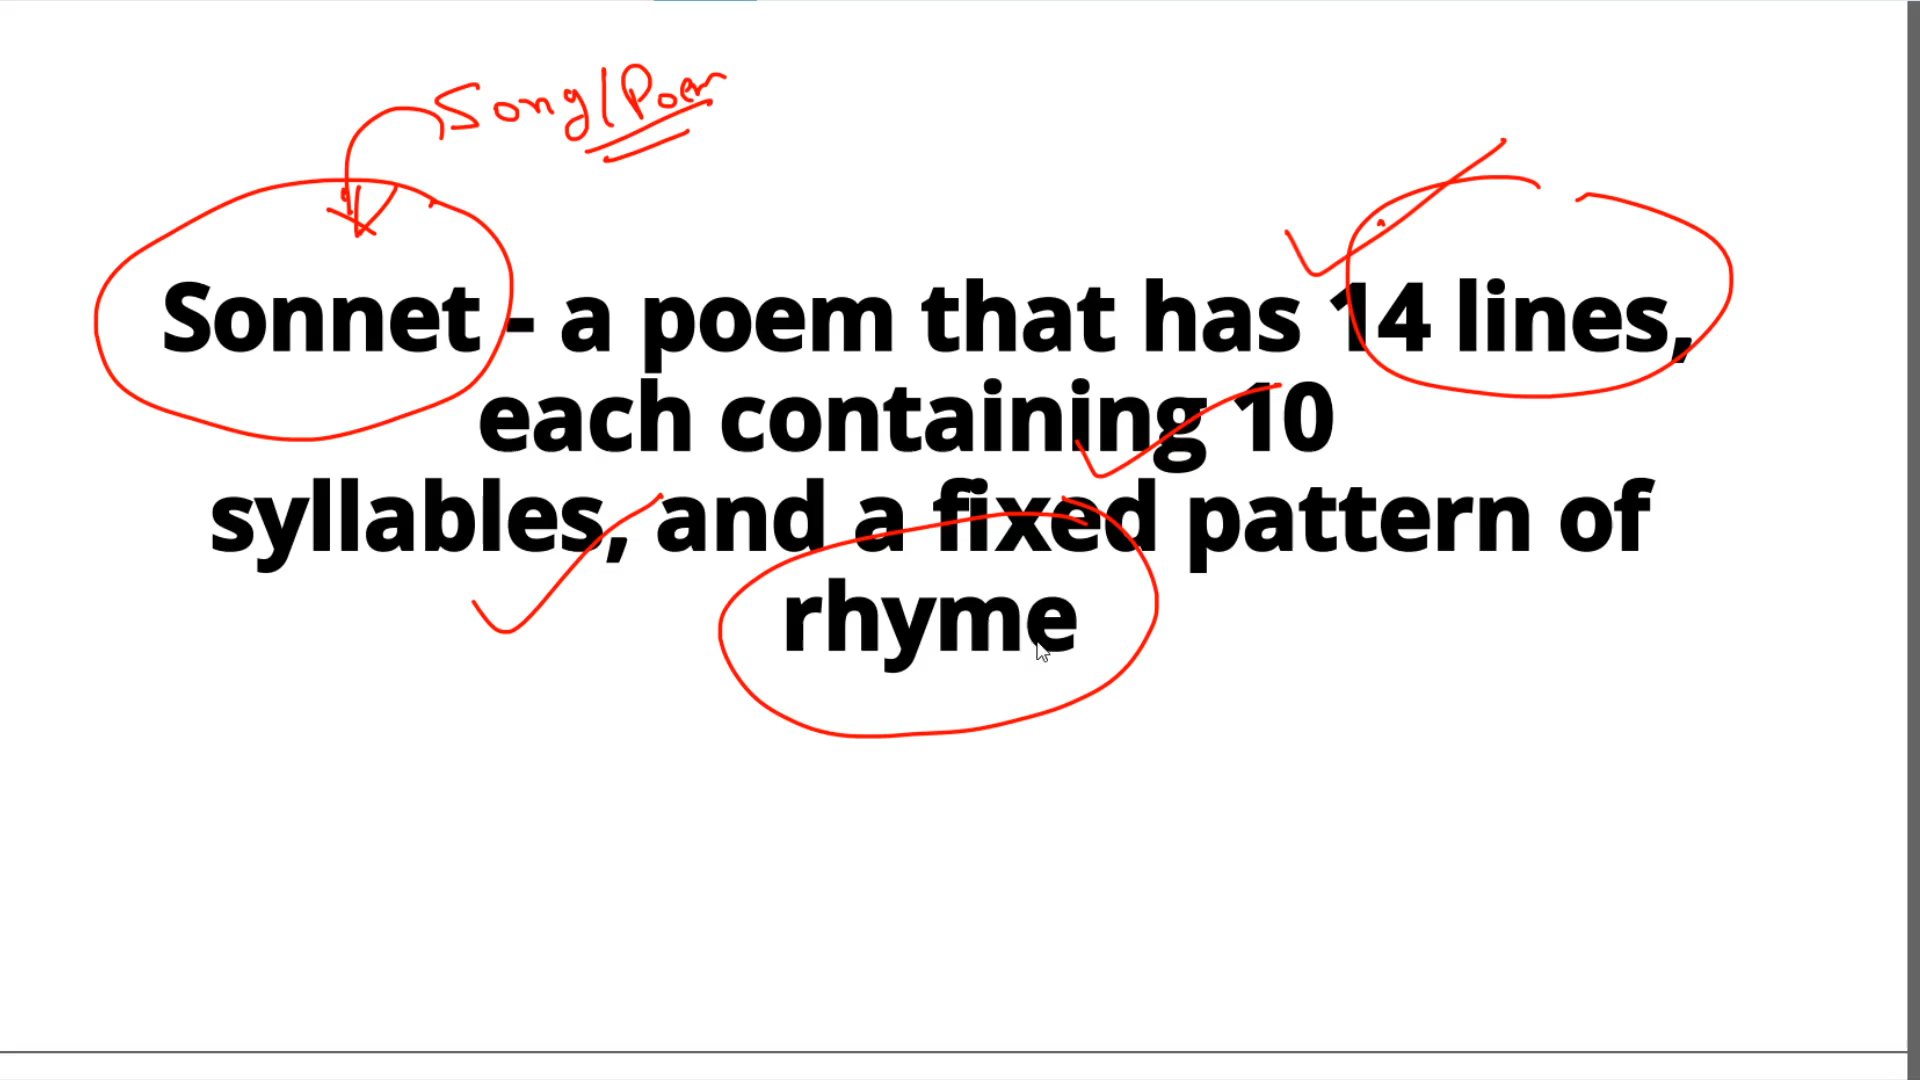 Song/Poem
Sonnet - a poem that has 14 lines,
each containing 10
syllables, and a fixed pattern of
rhyme